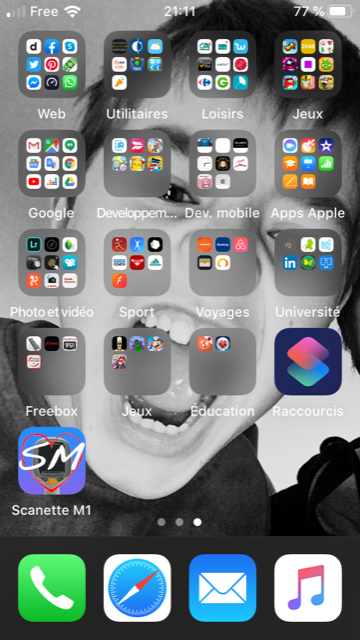 Free 21:11 77 %
Web Utilitaires Loisirs Jeux
Google Developpem... Dev. mobile Apps Apple
Photo et vidéo Sport Voyages Université
Freebox Jeux Éducation Raccourcis
SM
Scanette M1